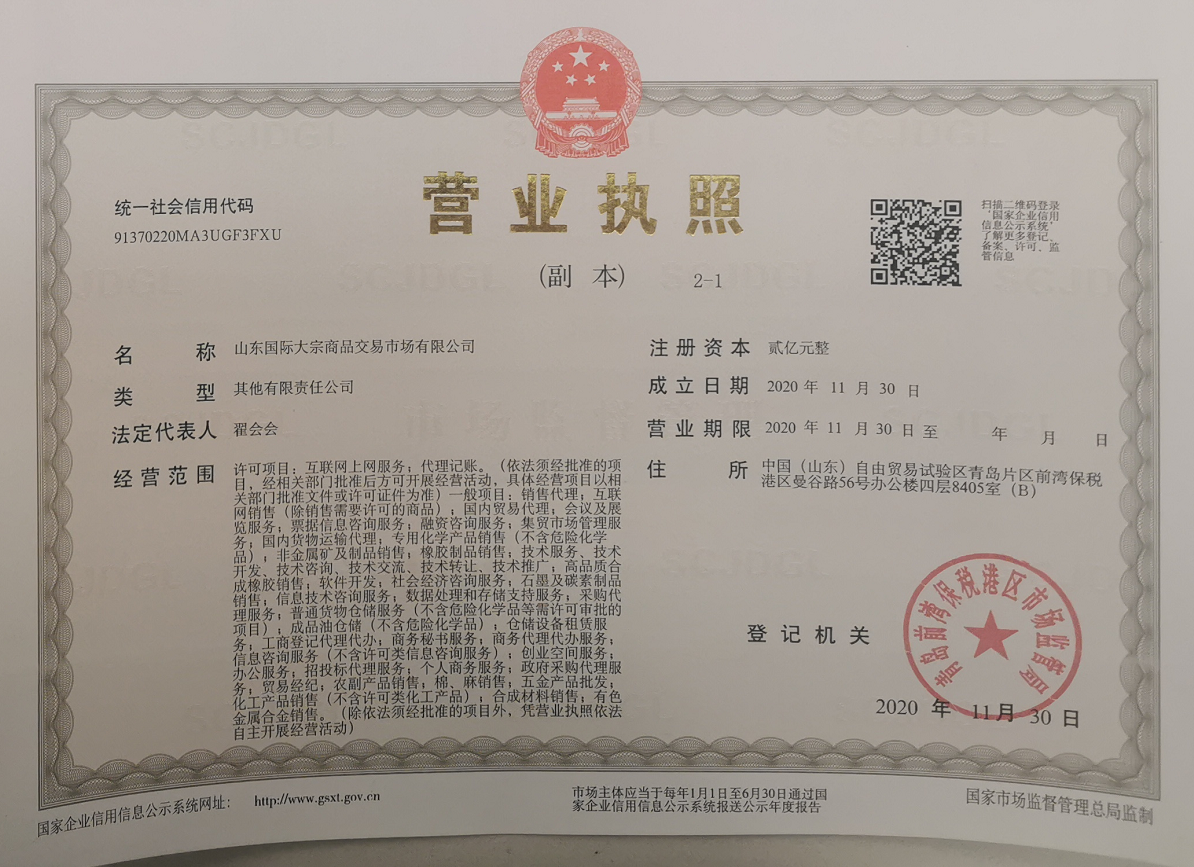 营业执照
(副 本) 2-1
统一社会信用代码
91370220MA3UGF3FXU
扫描二维码登录
‘国家企业信用
信息公示系统’
了解更多登记、
备案、许可、监
管信息
名 称 山东国际大宗商品交易市场有限公司
类 型 其他有限责任公司
法定代表人 翟会会
经营范围 许可项目:互联网上网服务;代理记账。(依法须经批准的项
目,经相关部门批准后方可开展经营活动,具体经营项目以相
关部门批准文件或许可证件为准)一般项目:销售代理;互联
网销售(除销售需要许可的商品);国内贸易代理;会议及展
览服务;票据信息咨询服务;融资咨询服务;集贸市场管理服
务;国内货物运输代理;专用化学产品销售(不含危险化学
品);非金属矿及制品销售;橡胶制品销售;技术服务、技术
开发、技术咨询、技术交流、技术转让、技术推广;高品质合
成橡胶销售;软件开发;社会经济咨询服务;石墨及碳素制品
销售;信息技术咨询服务;数据处理和存储支持服务;采购代
理服务;普通货物仓储服务(不含危险化学品等需许可审批的
项目);成品油仓储(不含危险化学品);仓储设备租赁服
务;工商登记代理代办;商务秘书服务;商务代理代办服务;
信息咨询服务(不含许可类信息咨询服务);创业空间服务;
办公服务;招投标代理服务;个人商务服务;政府采购代理服
务;贸易经纪;农副产品销售;棉、麻销售;五金产品批发;
化工产品销售(不含许可类化工产品);合成材料销售;有色
金属合金销售。(除依法须经批准的项目外,凭营业执照依法
自主开展经营活动)
注册资本 贰亿元整
成立日期 2020 年 11 月 30 日
营业期限 2020 年 11 月 30 日 至 年 月 日
住 所 中国(山东)自由贸易试验区青岛片区前湾保税
港区曼谷路56号办公楼四层8405室(B)
登记机关
青岛前湾保税港区市场监督管
2020 年 11月 30 日
国家企业信用信息公示系统网址: http://www.gsxt.gov.cn
市场主体应当于每年1月1日至6月30日通过国
家企业信用信息公示系统报送公示年度报告
国家市场监督管理总局监制